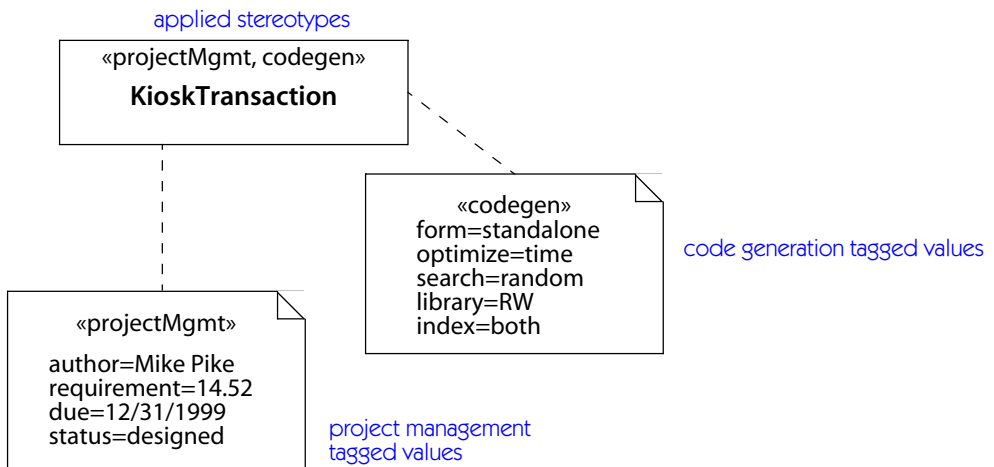 applied stereotypes
«projectMgmt, codegen»
KioskTransaction
«codegen»
form=standalone
optimize=time
search=random
library=RW
index=both
code generation tagged values
«projectMgmt»
author=Mike Pike
requirement=14.52
due=12/31/1999
status=designed
project management
tagged values